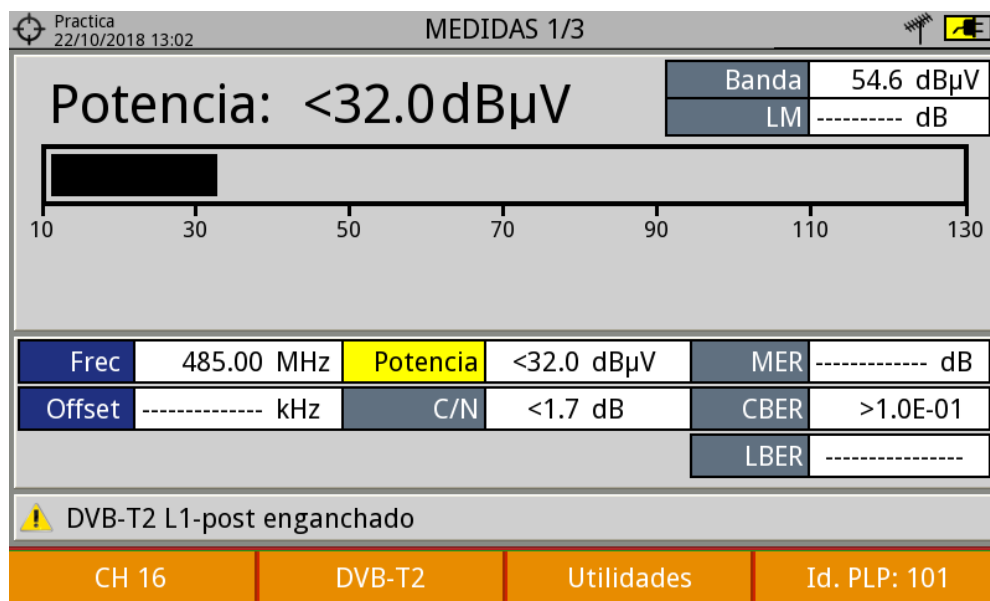 Practica
22/10/2018 13:02
MEDIDAS 1/3
Potencia: <32.0 dBµV
Banda 54.6 dBµV
LM ---------- dB
10 30 50 70 90 110 130
Frec 485.00 MHz Potencia <32.0 dBµV MER ------------- dB
Offset ------------- kHz C/N <1.7 dB CBER >1.0E-01
LBER ----------------
DVB-T2 L1-post enganchado
CH 16 DVB-T2 Utilidades Id. PLP: 101